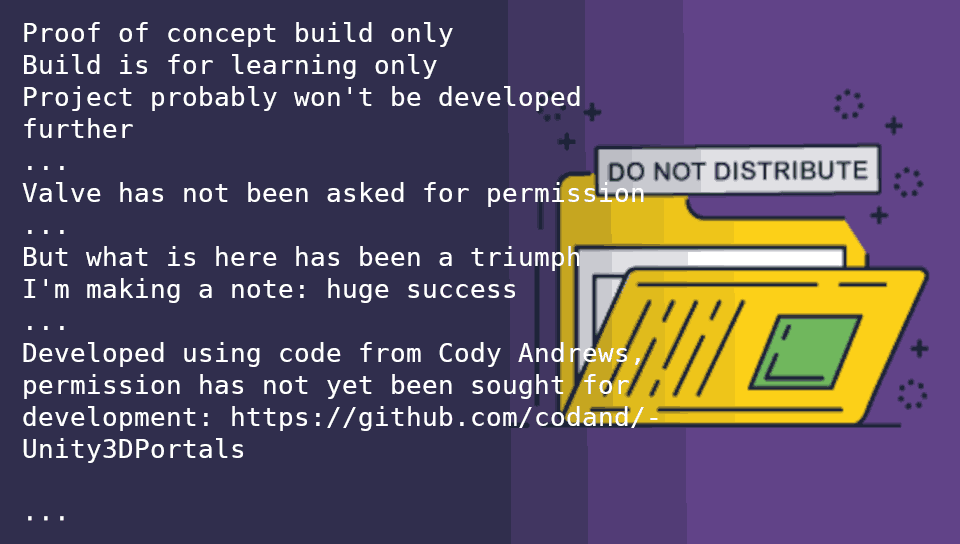 Proof of concept build only
Build is for learning only
Project probably won't be developed
further
...
Valve has not been asked for permission
...
But what is here has been a triumph
I'm making a note: huge success
...
Developed using code from Cody Andrews,
permission has not yet been sought for
development: https://github.com/codand/-
Unity3DPortals
...
DO NOT DISTRIBUTE